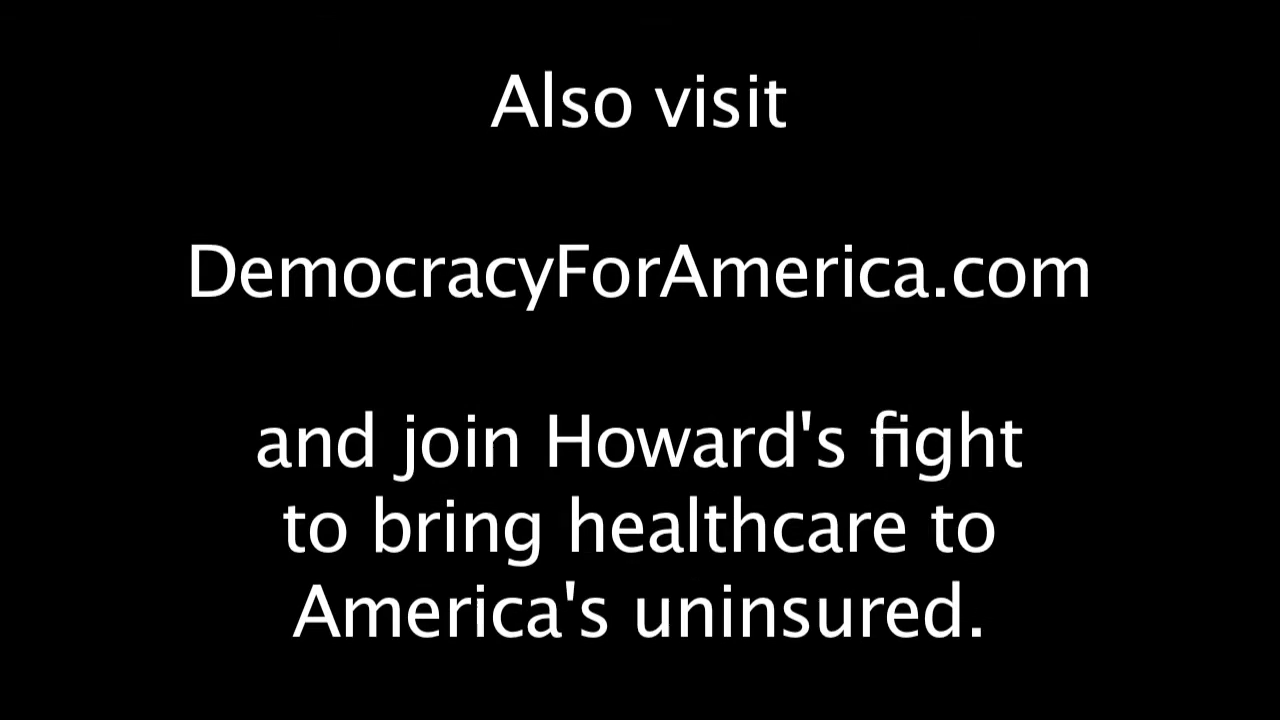 Also visit
DemocracyForAmerica.com
and join Howard's fight
to bring healthcare to
America's uninsured.